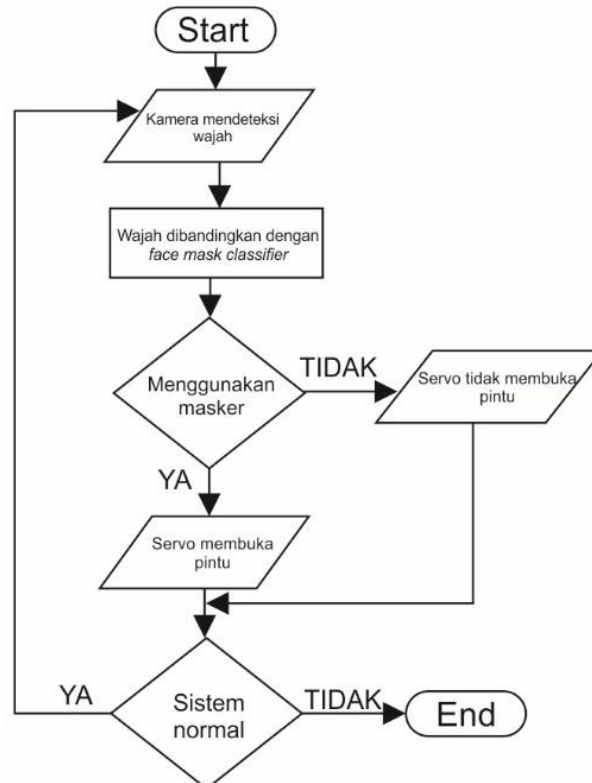 Start
Kamera mendeteksi
wajah
Wajah dibandingkan dengan
face mask classifier
Menggunakan
masker
TIDAK
Servo tidak membuka
pintu
YA
Servo membuka
pintu
YA
Sistem
normal
TIDAK
End